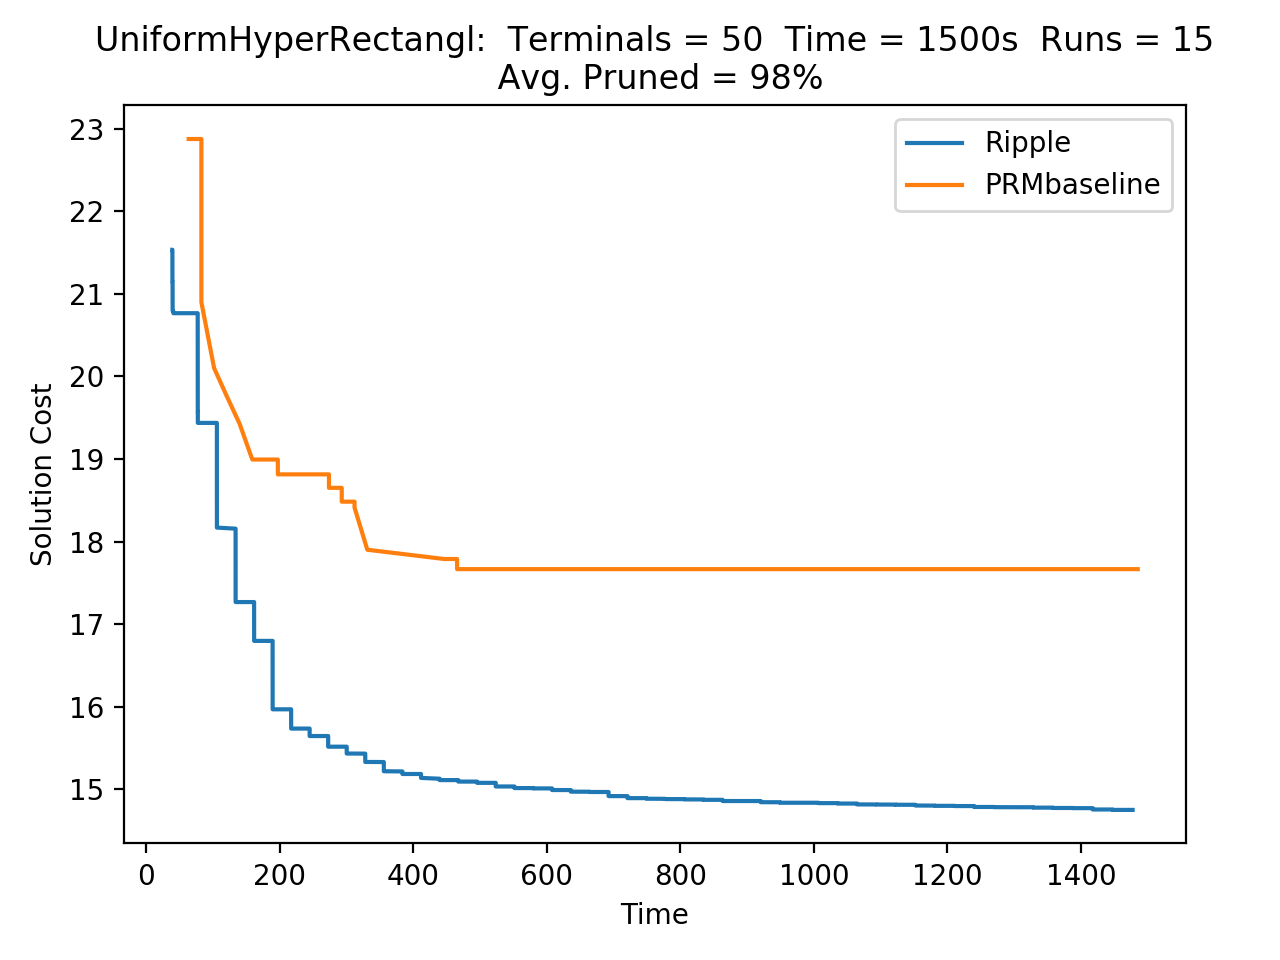 UniformHyperRectangl: Terminals = 50 Time = 1500s Runs = 15
Avg. Pruned = 98%
Ripple
PRMbaseline
Solution Cost
23
22
21
20
19
18
17
16
15
0 200 400 600 800 1000 1200 1400
Time